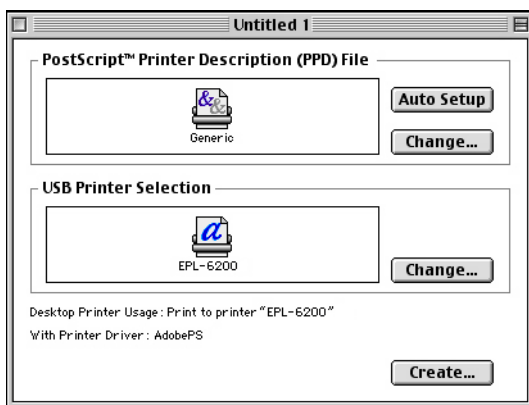 Untitled 1
PostScript™ Printer Description (PPD) File
Generic
Auto Setup
Change...
USB Printer Selection
EPL-6200
Change...
Desktop Printer Usage : Print to printer "EPL-6200"
With Printer Driver : AdobePS
Create...